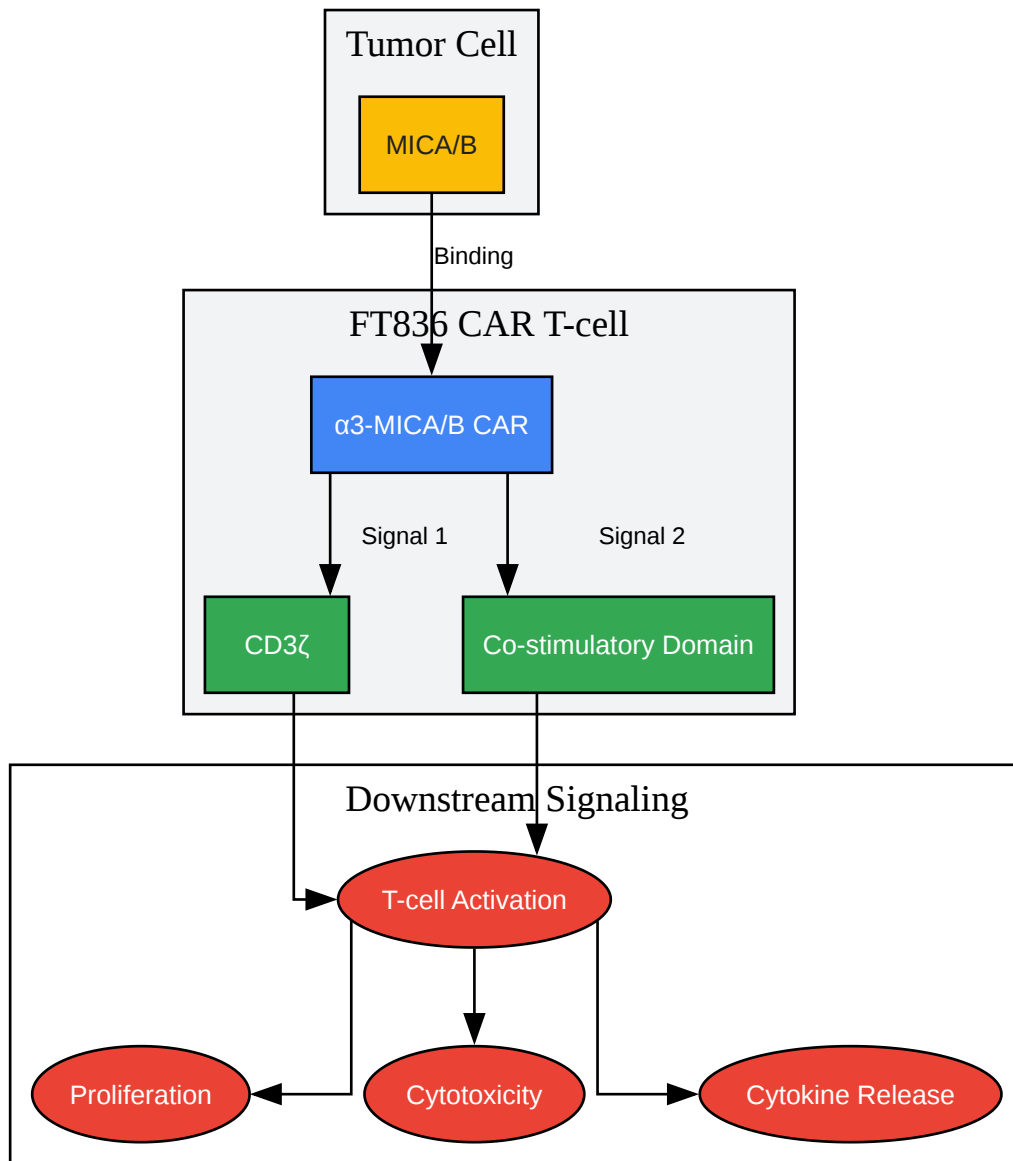 Tumor Cell
MICA/B
Binding
FT836 CAR T-cell
α3-MICA/B CAR
Signal 1
Signal 2
CD3ζ
Co-stimulatory Domain
Downstream Signaling
T-cell Activation
Proliferation
Cytotoxicity
Cytokine Release